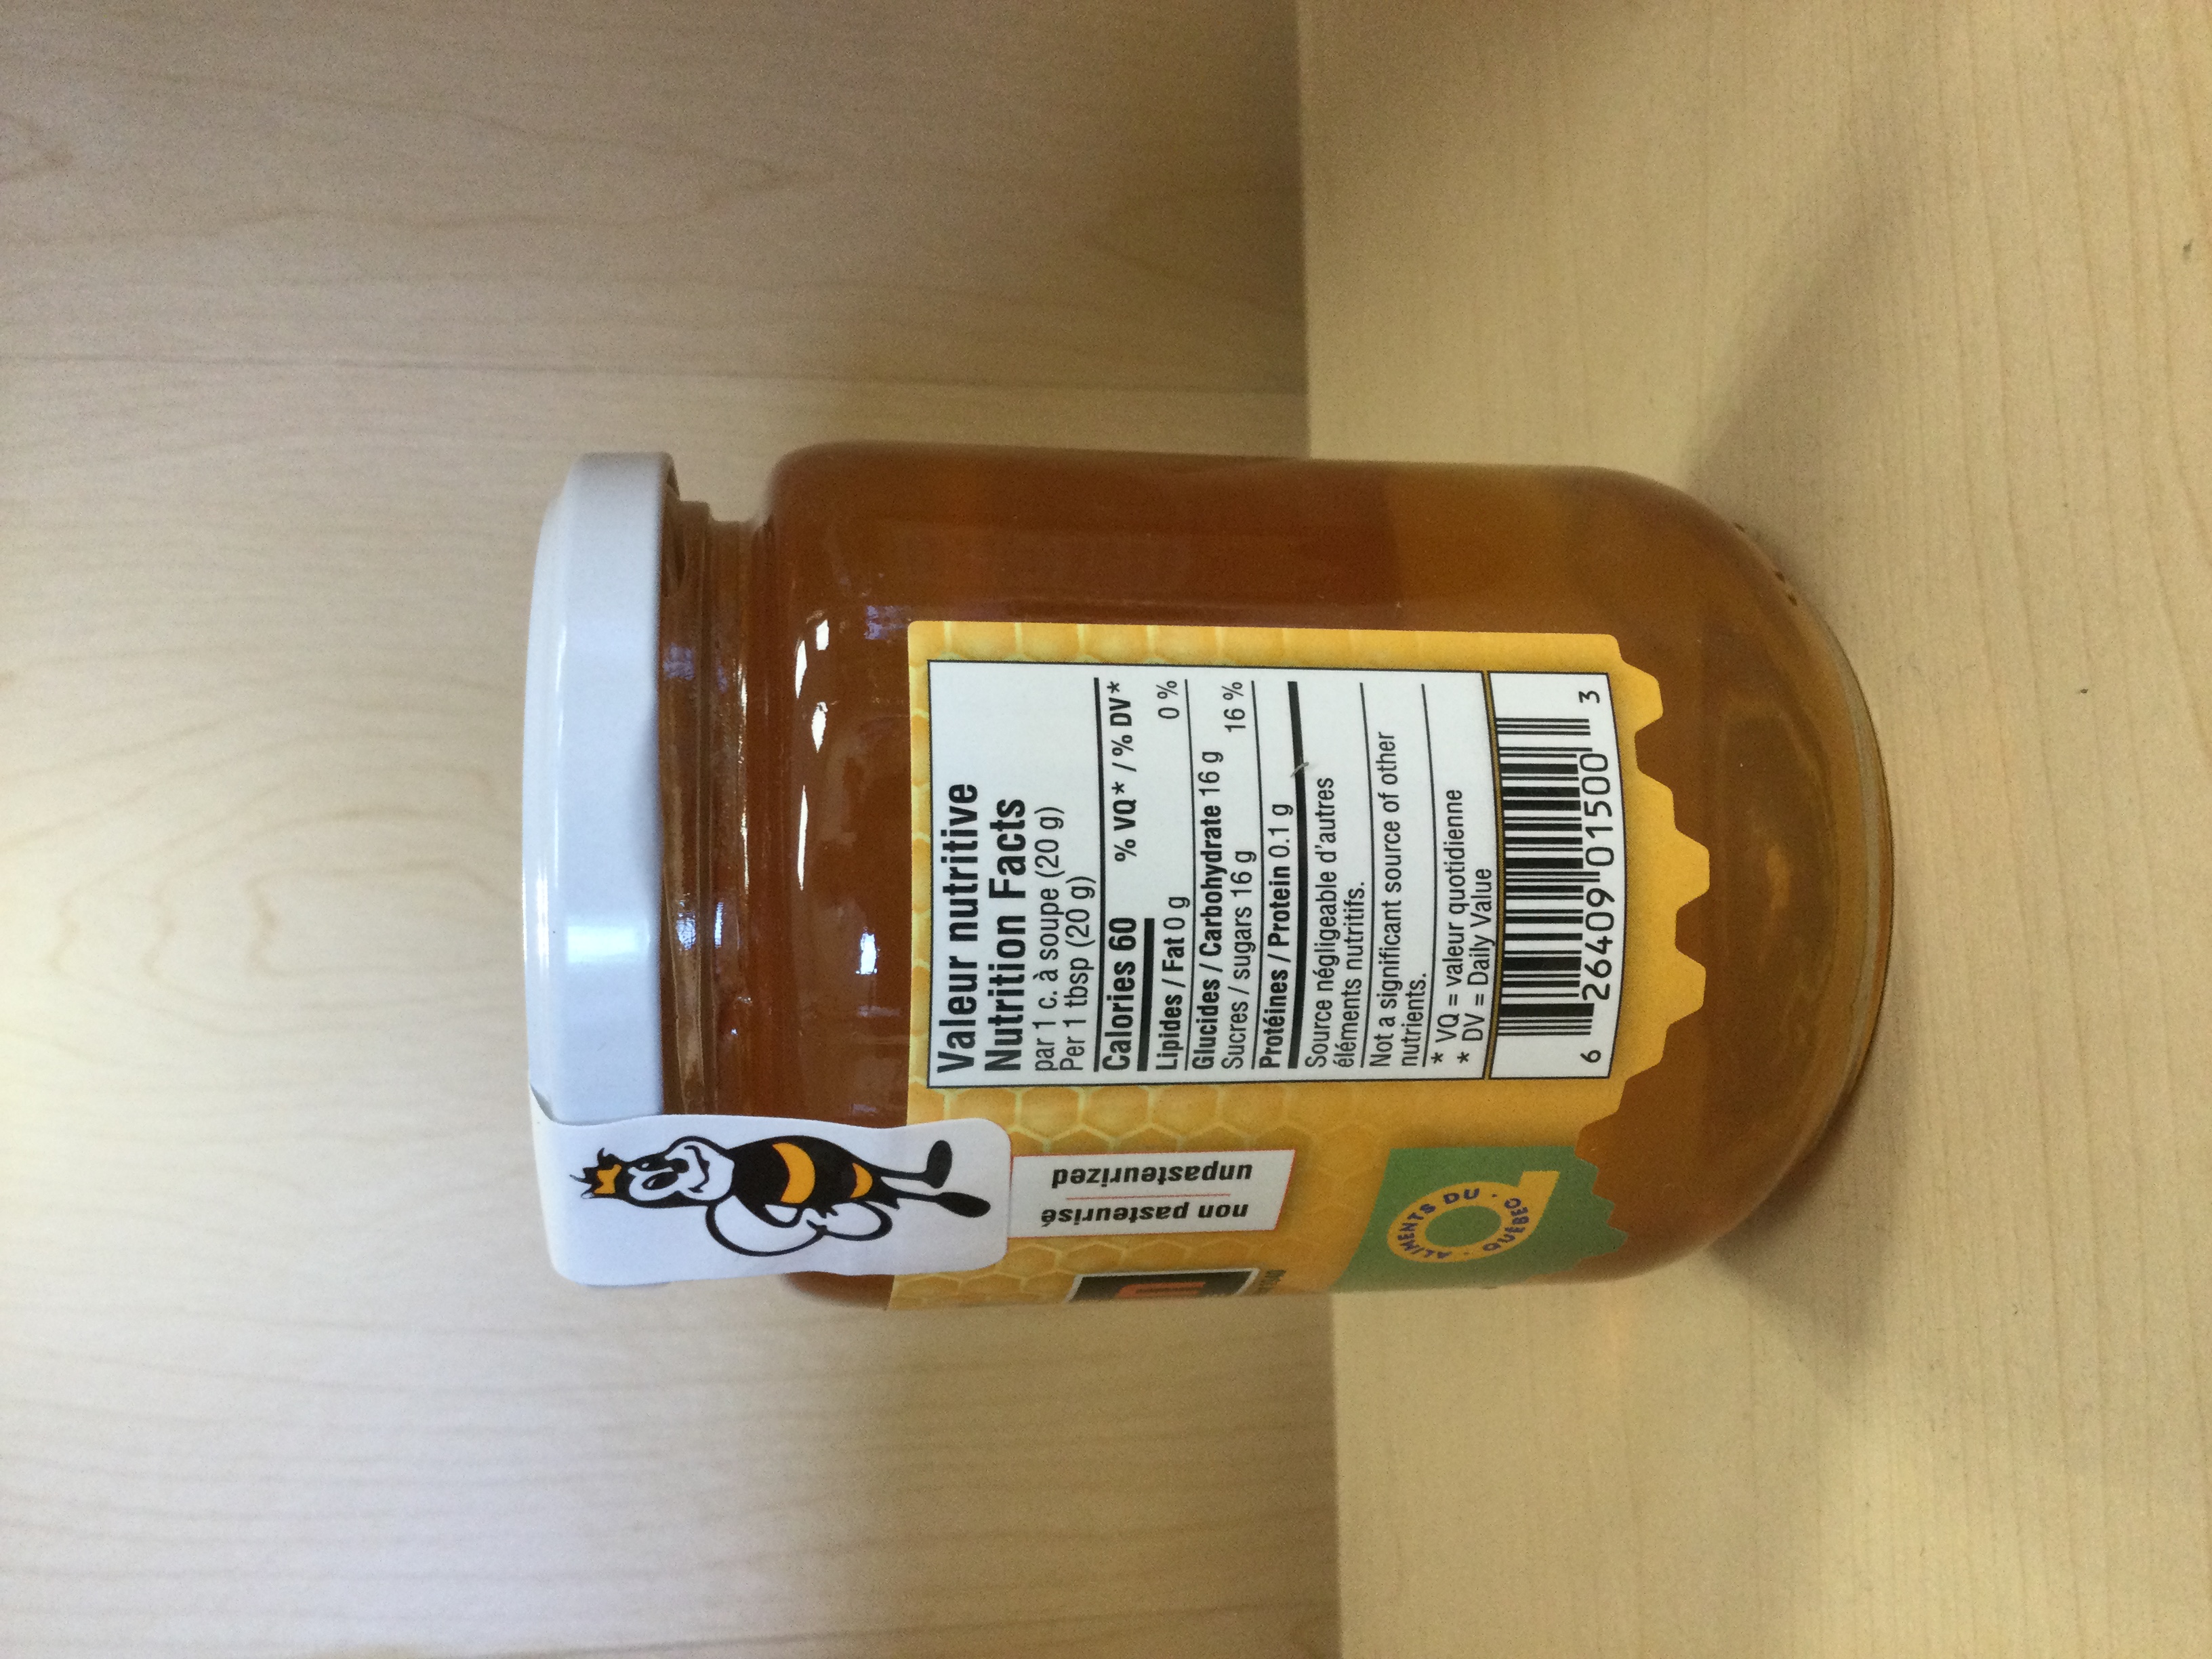 Valeur nutritive
Nutrition Facts
par 1 c. à soupe (20 g)
Per 1 tbsp (20 g)
Calories 60 % VQ* / % DV*
Lipides / Fat 0 g 0 %
Glucides / Carbohydrate 16 g
Sucres / sugars 16 g 16 %
Protéines / Protein 0.1 g
Source négligeable d'autres
éléments nutritifs.
Not a significant source of other
nutrients.
* VQ = valeur quotidienne
* DV = Daily Value
6 26409 01500 3
non pasteurisé
unpasteurized
ALIMENTS DU
QUÉBEC